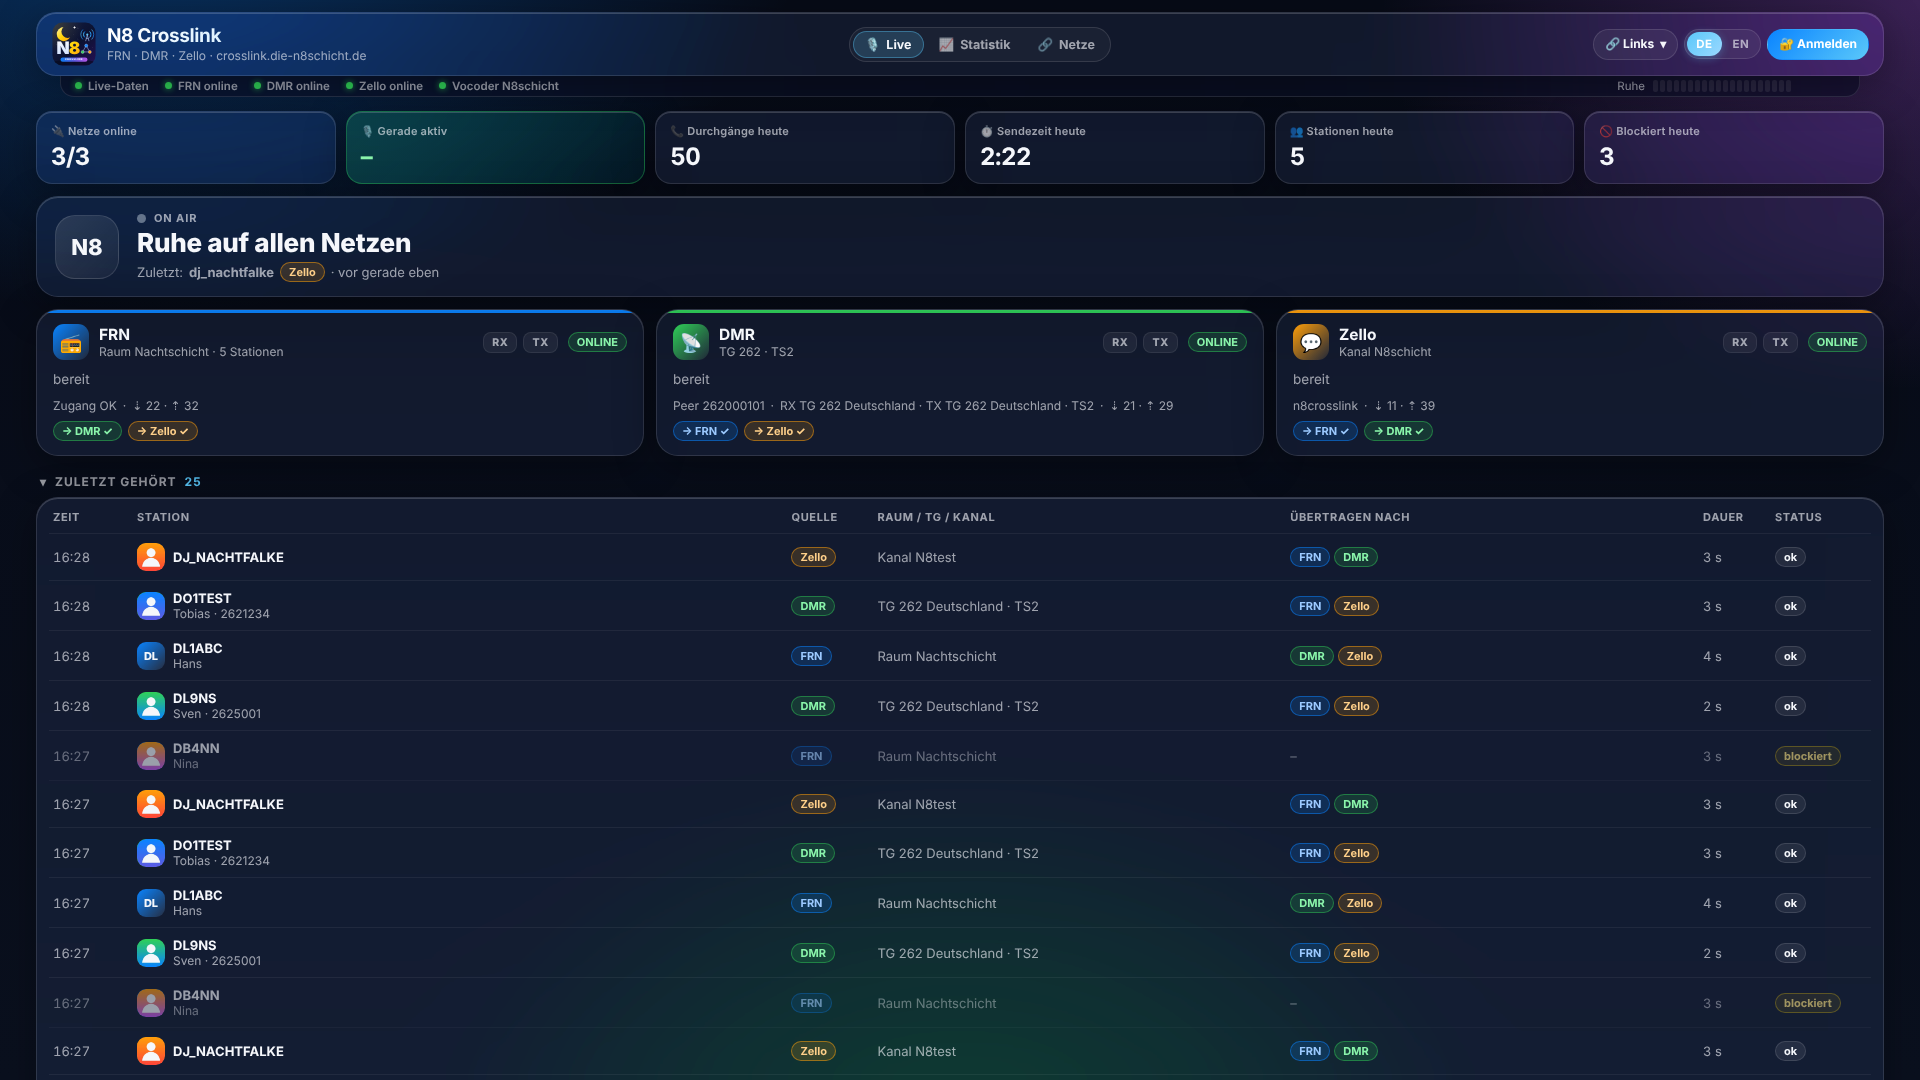 N8 Crosslink
FRN · DMR · Zello · crosslink.die-n8schicht.de
Live Statistik Netze
Links ▾ DE EN Anmelden
Live-Daten FRN online DMR online Zello online Vocoder N8schicht Ruhe
Netze online
3/3
Gerade aktiv
–
Durchgänge heute
50
Sendezeit heute
2:22
Stationen heute
5
Blockiert heute
3
N8
ON AIR
Ruhe auf allen Netzen
Zuletzt: dj_nachtfalke Zello · vor gerade eben
FRN RX TX ONLINE
Raum Nachtschicht · 5 Stationen
bereit
Zugang OK · ↓ 22 · ↑ 32
→ DMR ✓ → Zello ✓
DMR RX TX ONLINE
TG 262 · TS2
bereit
Peer 262000101 · RX TG 262 Deutschland · TX TG 262 Deutschland · TS2 · ↓ 21 · ↑ 29
→ FRN ✓ → Zello ✓
Zello RX TX ONLINE
Kanal N8schicht
bereit
n8crosslink · ↓ 11 · ↑ 39
→ FRN ✓ → DMR ✓
▾ ZULETZT GEHÖRT 25
ZEIT STATION QUELLE RAUM / TG / KANAL ÜBERTRAGEN NACH DAUER STATUS
16:28 DJ_NACHTFALKE Zello Kanal N8test FRN DMR 3 s ok
16:28 DO1TEST DMR TG 262 Deutschland · TS2 FRN Zello 3 s ok
Tobias · 2621234
16:28 DL DL1ABC FRN Raum Nachtschicht DMR Zello 4 s ok
Hans
16:28 DL9NS DMR TG 262 Deutschland · TS2 FRN Zello 2 s ok
Sven · 2625001
16:27 DB4NN FRN Raum Nachtschicht – 3 s blockiert
Nina
16:27 DJ_NACHTFALKE Zello Kanal N8test FRN DMR 3 s ok
16:27 DO1TEST DMR TG 262 Deutschland · TS2 FRN Zello 3 s ok
Tobias · 2621234
16:27 DL DL1ABC FRN Raum Nachtschicht DMR Zello 4 s ok
Hans
16:27 DL9NS DMR TG 262 Deutschland · TS2 FRN Zello 2 s ok
Sven · 2625001
16:27 DB4NN FRN Raum Nachtschicht – 3 s blockiert
Nina
16:27 DJ_NACHTFALKE Zello Kanal N8test FRN DMR 3 s ok